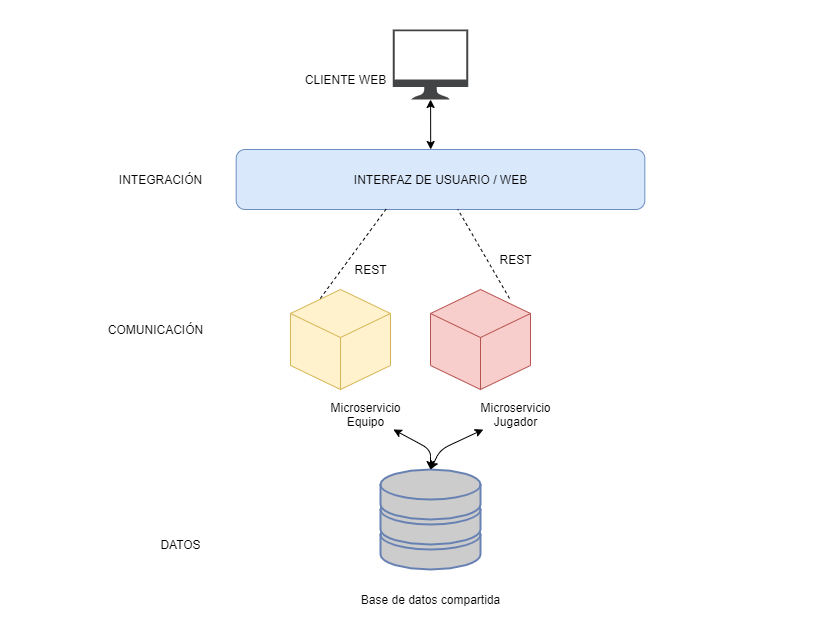 CLIENTE WEB
INTEGRACIÓN
INTERFAZ DE USUARIO / WEB
REST
REST
COMUNICACIÓN
Microservicio
Equipo
Microservicio
Jugador
DATOS
Base de datos compartida